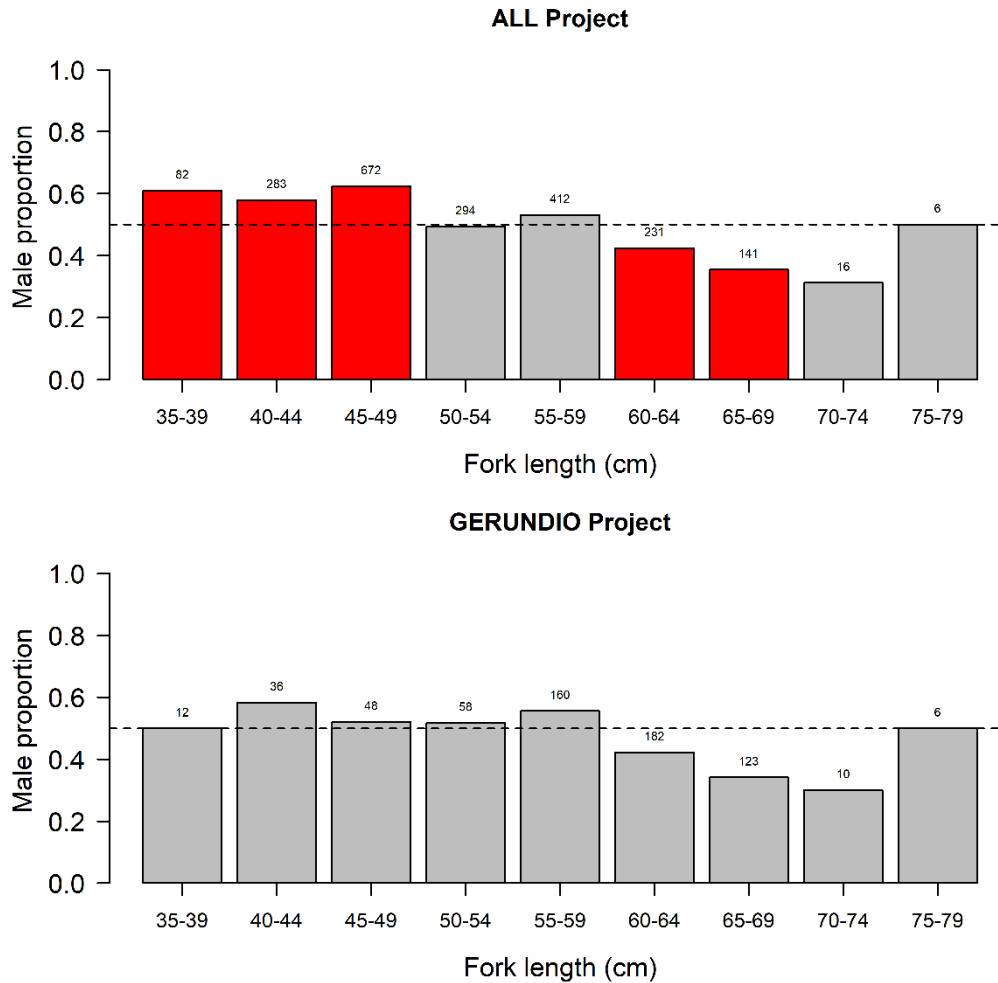 ALL Project
Male proportion
1.0
0.8
0.6
0.4
0.2
0.0
82 283 672 294 412 231 141 16 6
35-39 40-44 45-49 50-54 55-59 60-64 65-69 70-74 75-79
Fork length (cm)
GERUNDIO Project
Male proportion
1.0
0.8
0.6
0.4
0.2
0.0
12 36 48 58 160 182 123 10 6
35-39 40-44 45-49 50-54 55-59 60-64 65-69 70-74 75-79
Fork length (cm)